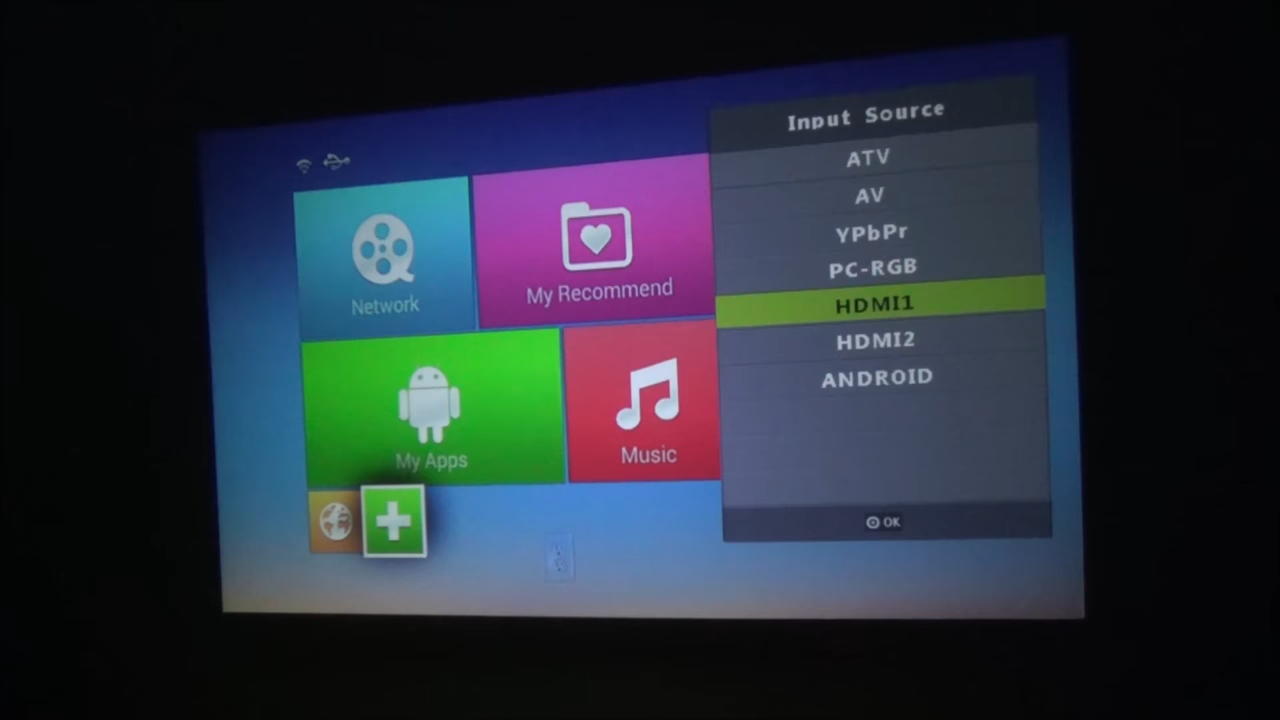 Network
My Recommend
My Apps
Music
Input Source
ATV
AV
YPbPr
PC-RGB
HDMI1
HDMI2
ANDROID
OK